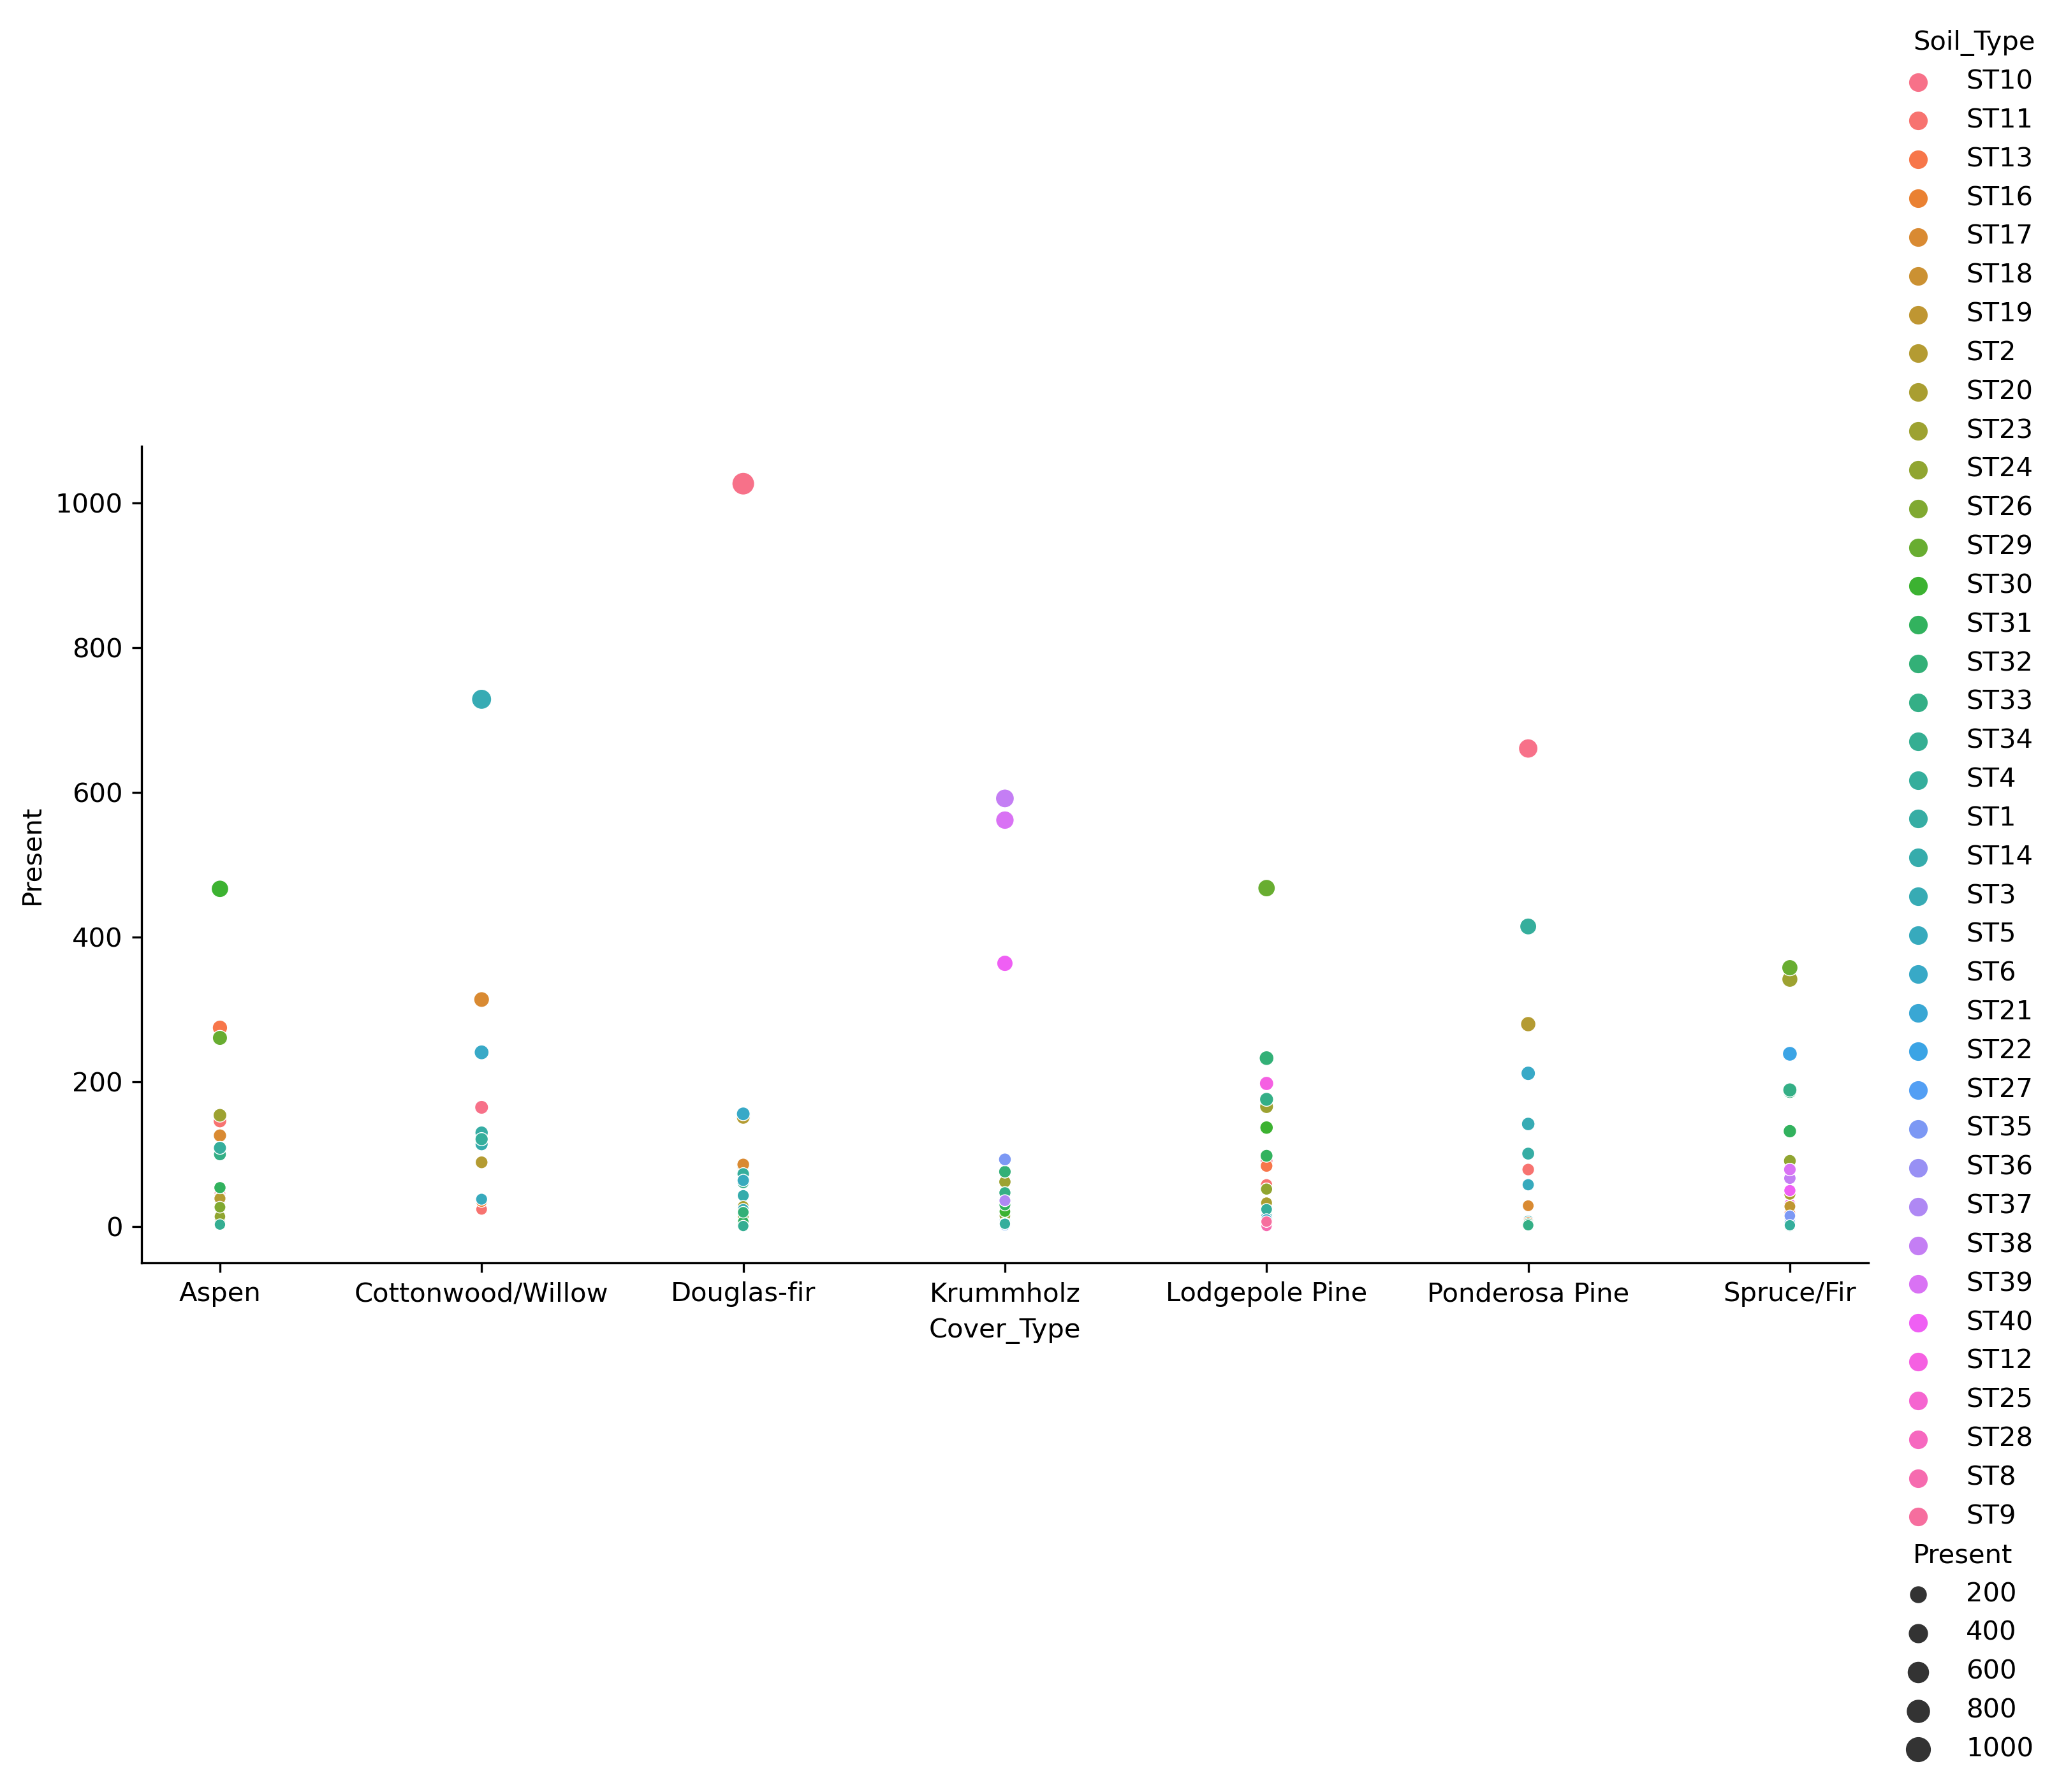 Soil_Type
ST10
ST11
ST13
ST16
ST17
ST18
ST19
ST2
ST20
ST23
ST24
ST26
ST29
ST30
ST31
ST32
ST33
ST34
ST4
ST1
ST14
ST3
ST5
ST6
ST21
ST22
ST27
ST35
ST36
ST37
ST38
ST39
ST40
ST12
ST25
ST28
ST8
ST9
Present
200
400
600
800
1000
1000
800
600
400
200
0
Present
Aspen
Cottonwood/Willow
Douglas-fir
Krummholz
Lodgepole Pine
Ponderosa Pine
Spruce/Fir
Cover_Type